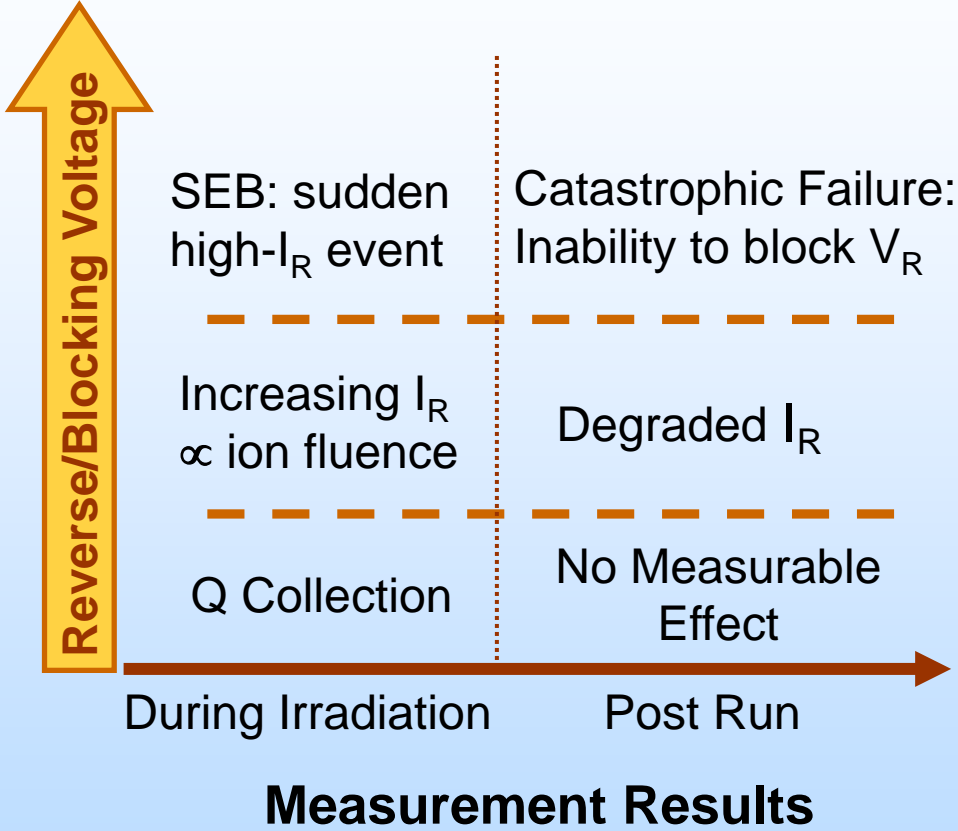 Reverse/Blocking Voltage
SEB: sudden
high-I_R event
Catastrophic Failure:
Inability to block V_R
Increasing I_R
∝ ion fluence
Degraded I_R
Q Collection
No Measurable
Effect
During Irradiation
Post Run
Measurement Results